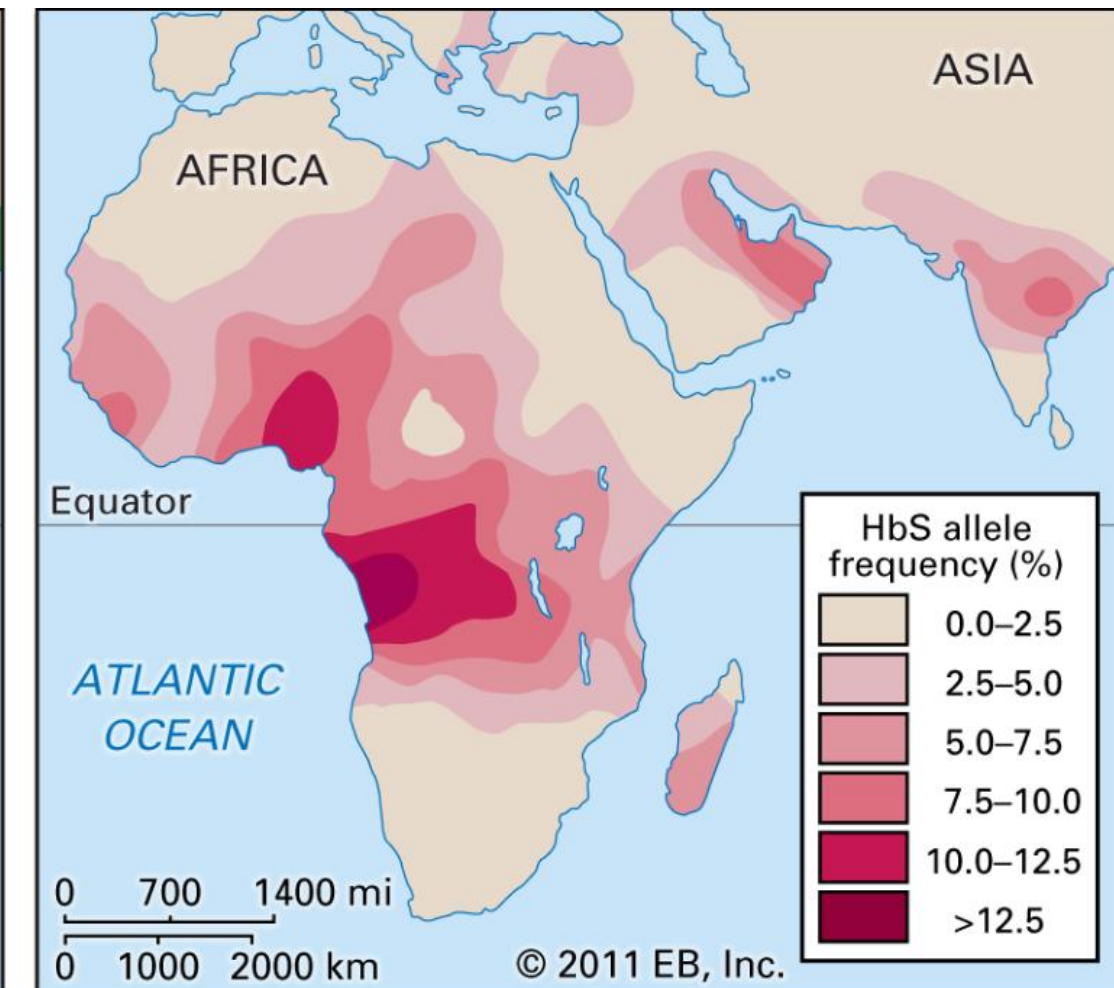 ASIA
AFRICA
Equator
ATLANTIC
OCEAN
HbS allele
frequency (%)
0.0–2.5
2.5–5.0
5.0–7.5
7.5–10.0
10.0–12.5
>12.5
0 700 1400 mi
0 1000 2000 km
© 2011 EB, Inc.